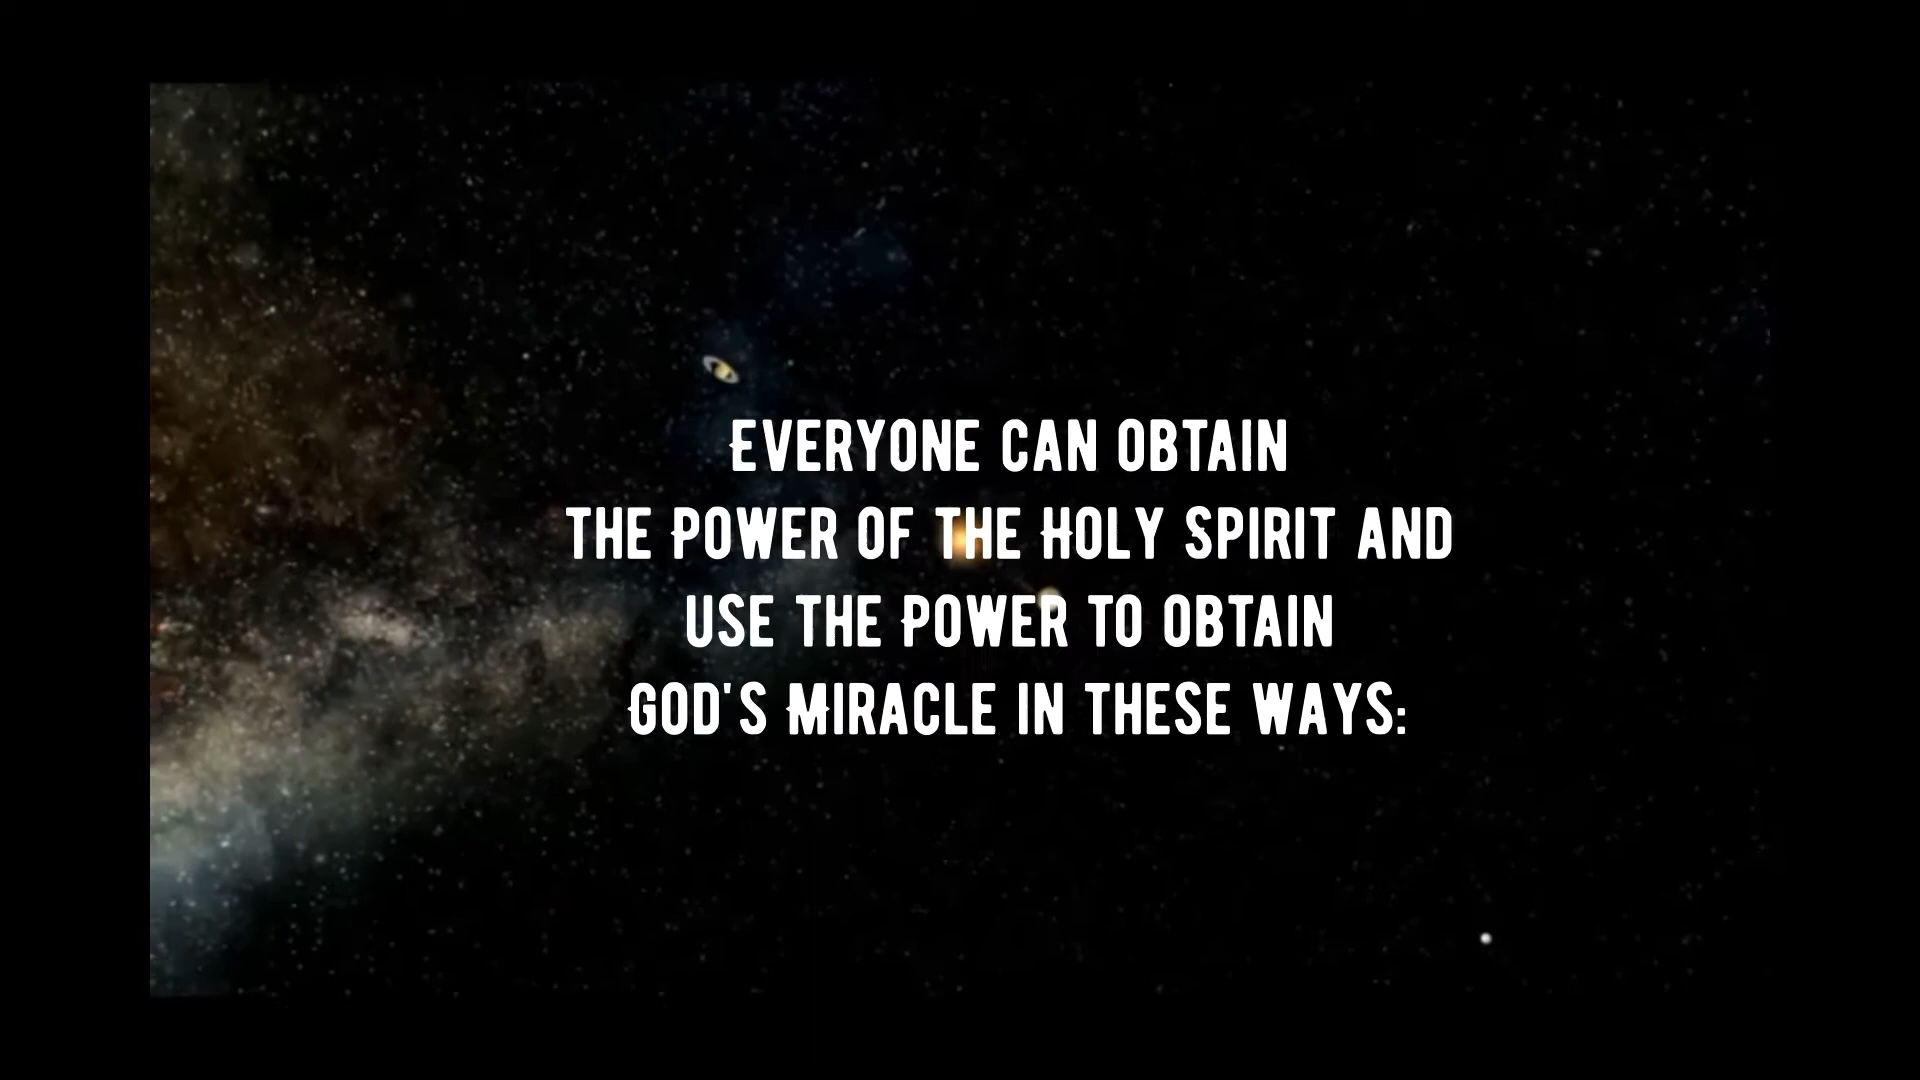 Everyone can obtain
the Power of the Holy Spirit and
use the Power to obtain
God's Miracle in these ways: